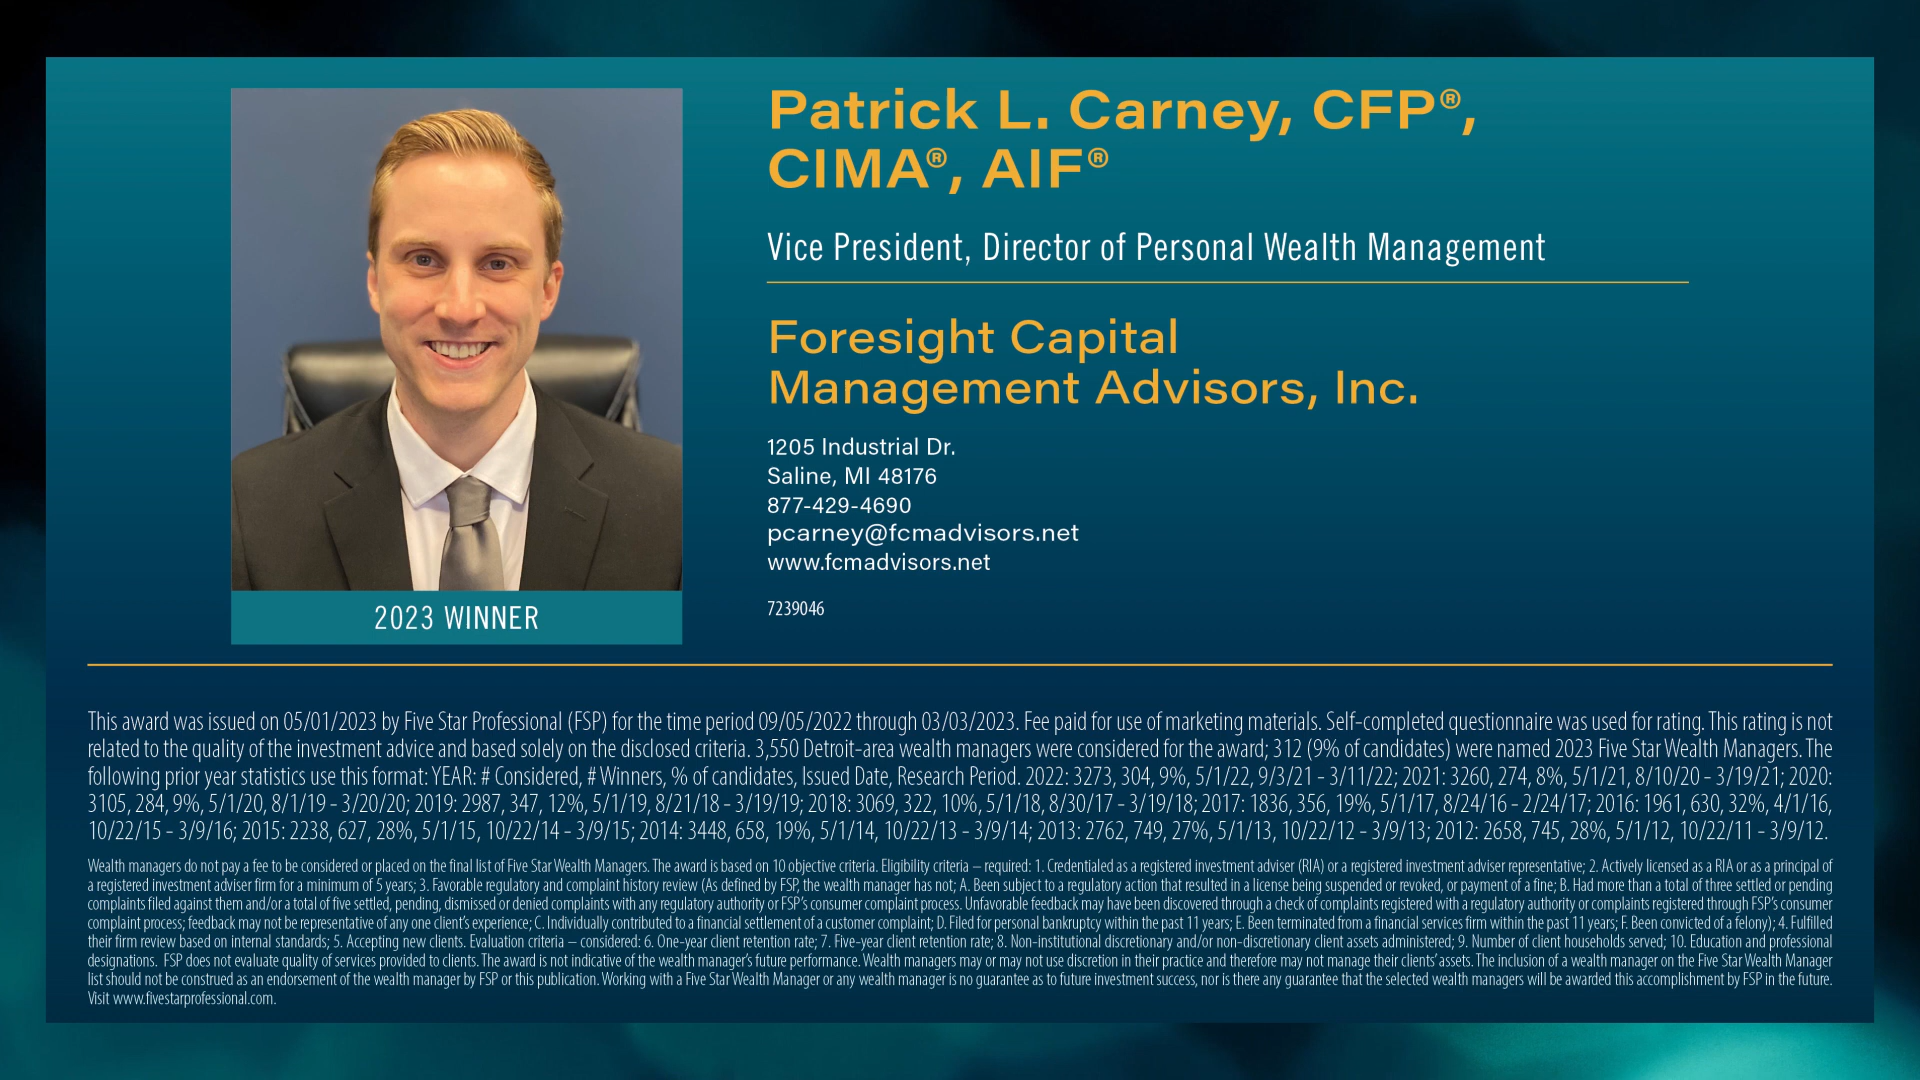 Patrick L. Carney, CFP®,
CIMA®, AIF®
Vice President, Director of Personal Wealth Management
Foresight Capital
Management Advisors, Inc.
1205 Industrial Dr.
Saline, MI 48176
877-429-4690
pcarney@fcmadvisors.net
www.fcmadvisors.net
7239046
2023 WINNER
This award was issued on 05/01/2023 by Five Star Professional (FSP) for the time period 09/05/2022 through 03/03/2023. Fee paid for use of marketing materials. Self-completed questionnaire was used for rating. This rating is not
related to the quality of the investment advice and based solely on the disclosed criteria. 3,550 Detroit-area wealth managers were considered for the award; 312 (9% of candidates) were named 2023 Five Star Wealth Managers. The
following prior year statistics use this format: YEAR: # Considered, # Winners, % of candidates, Issued Date, Research Period. 2022: 3273, 304, 9%, 5/1/22, 9/3/21 - 3/11/22; 2021: 3260, 274, 8%, 5/1/21, 8/10/20 - 3/19/21; 2020:
3105, 284, 9%, 5/1/20, 8/1/19 - 3/20/20; 2019: 2987, 347, 12%, 5/1/19, 8/21/18 - 3/19/19; 2018: 3069, 322, 10%, 5/1/18, 8/30/17 - 3/19/18; 2017: 1836, 356, 19%, 5/1/17, 8/24/16 - 2/24/17; 2016: 1961, 630, 32%, 4/1/16,
10/22/15 - 3/9/16; 2015: 2238, 627, 28%, 5/1/15, 10/22/14 - 3/9/15; 2014: 3448, 658, 19%, 5/1/14, 10/22/13 - 3/9/14; 2013: 2762, 749, 27%, 5/1/13, 10/22/12 - 3/9/13; 2012: 2658, 745, 28%, 5/1/12, 10/22/11 - 3/9/12.
Wealth managers do not pay a fee to be considered or placed on the final list of Five Star Wealth Managers. The award is based on 10 objective criteria. Eligibility criteria – required: 1. Credentialed as a registered investment adviser (RIA) or a registered investment adviser representative; 2. Actively licensed as a RIA or as a principal of
a registered investment adviser firm for a minimum of 5 years; 3. Favorable regulatory and complaint history review (As defined by FSP, the wealth manager has not; A. Been subject to a regulatory action that resulted in a license being suspended or revoked, or payment of a fine; B. Had more than a total of three settled or pending
complaints filed against them and/or a total of five settled, pending, dismissed or denied complaints with any regulatory authority or FSP's consumer complaint process. Unfavorable feedback may have been discovered through a check of complaints registered with a regulatory authority or complaints registered through FSP's consumer
complaint process; feedback may not be representative of any one client's experience; C. Individually contributed to a financial settlement of a customer complaint; D. Filed for personal bankruptcy within the past 11 years; E. Been terminated from a financial services firm within the past 11 years; F. Been convicted of a felony); 4. Fulfilled
their firm review based on internal standards; 5. Accepting new clients. Evaluation criteria – considered: 6. One-year client retention rate; 7. Five-year client retention rate; 8. Non-institutional discretionary and/or non-discretionary client assets administered; 9. Number of client households served; 10. Education and professional
designations. FSP does not evaluate quality of services provided to clients. The award is not indicative of the wealth manager's future performance. Wealth managers may or may not use discretion in their practice and therefore may not manage their clients' assets. The inclusion of a wealth manager on the Five Star Wealth Manager
list should not be construed as an endorsement of the wealth manager by FSP or this publication. Working with a Five Star Wealth Manager or any wealth manager is no guarantee as to future investment success, nor is there any guarantee that the selected wealth managers will be awarded this accomplishment by FSP in the future.
Visit www.fivestarprofessional.com.